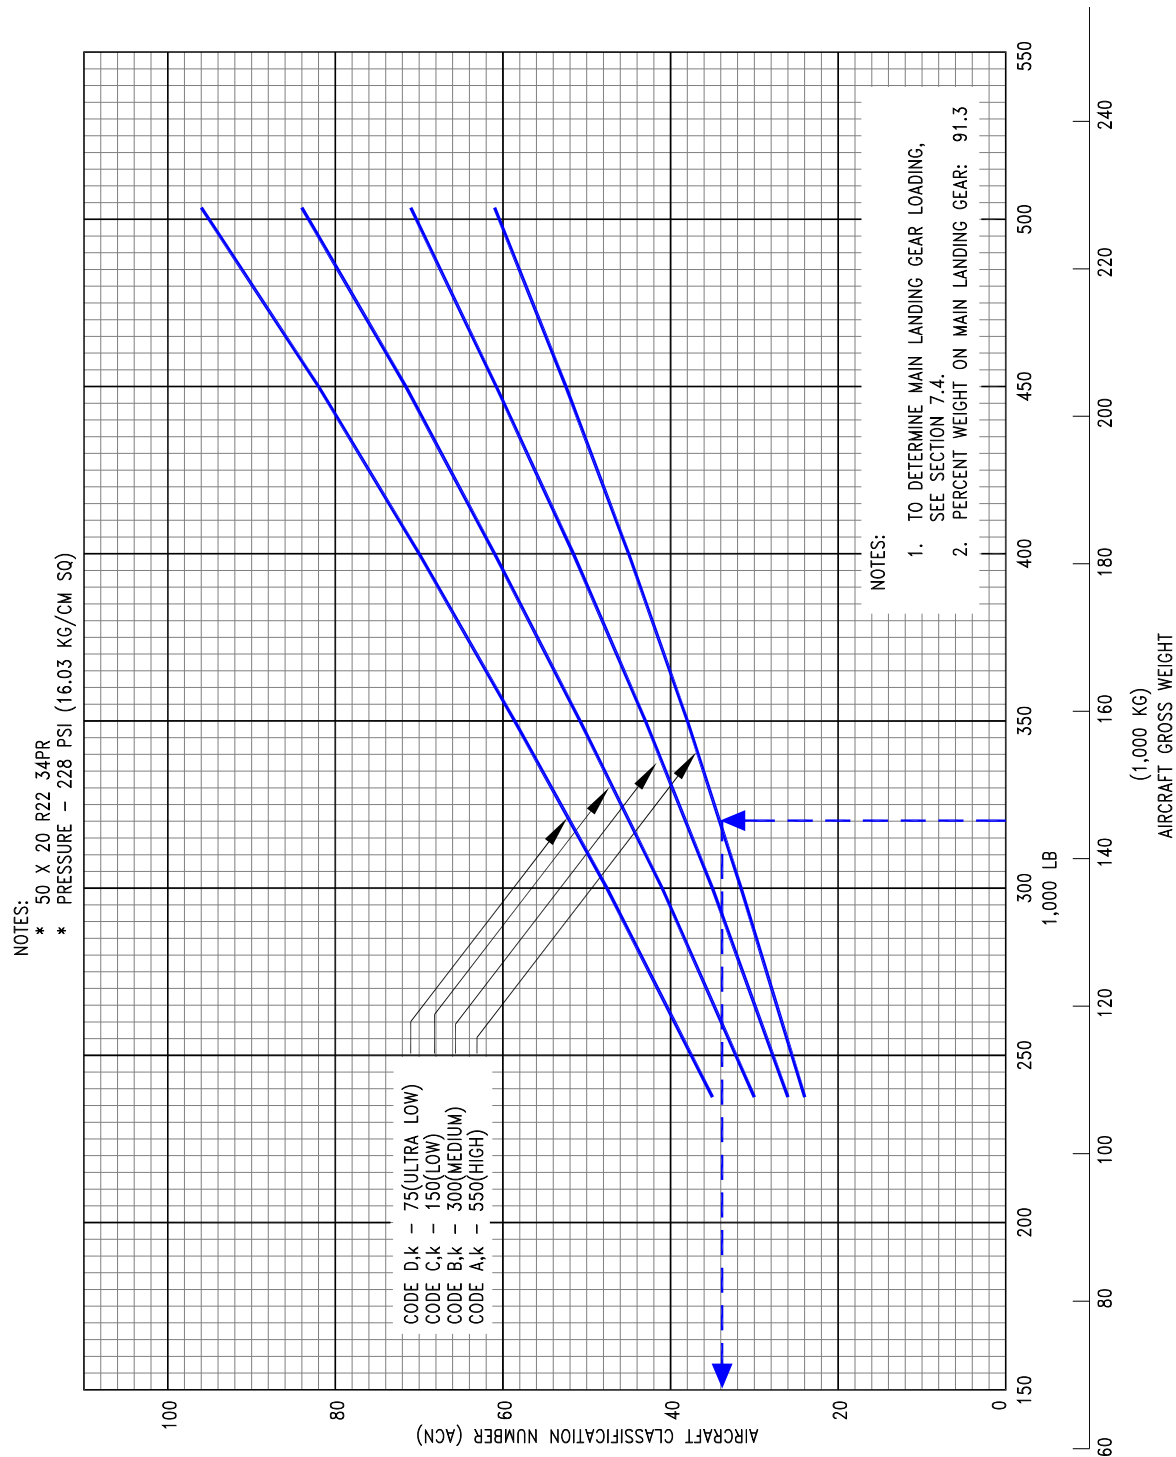 NOTES:
* 50 X 20 R22 34PR
* PRESSURE - 228 PSI (16.03 KG/CM SQ)
AIRCRAFT CLASSIFICATION NUMBER (ACN)
100
80
60
40
20
0
CODE D,k - 75(ULTRA LOW)
CODE C,k - 150(LOW)
CODE B,k - 300(MEDIUM)
CODE A,k - 550(HIGH)
NOTES:
1. TO DETERMINE MAIN LANDING GEAR LOADING,
SEE SECTION 7.4.
2. PERCENT WEIGHT ON MAIN LANDING GEAR: 91.3
150 200 250 300 350 400 450 500 550
1,000 LB
60 80 100 120 140 160 180 200 220 240
(1,000 KG)
AIRCRAFT GROSS WEIGHT